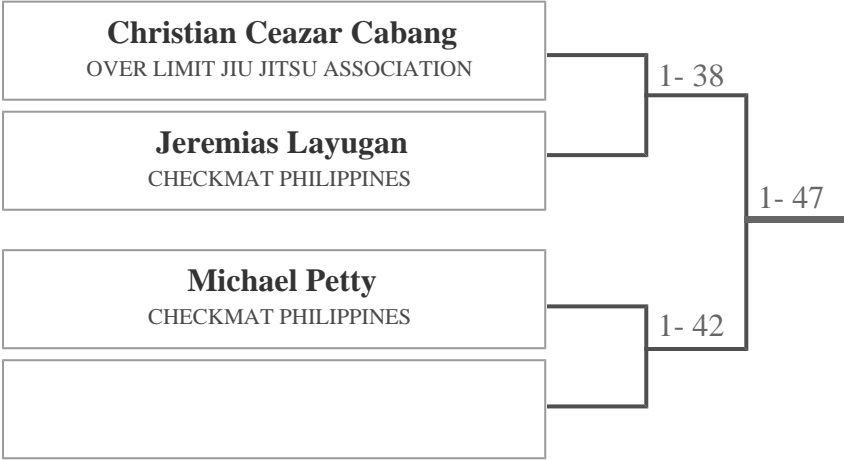 Christian Ceazar Cabang
OVER LIMIT JIU JITSU ASSOCIATION
1- 38
Jeremias Layugan
CHECKMAT PHILIPPINES
1- 47
Michael Petty
CHECKMAT PHILIPPINES
1- 42